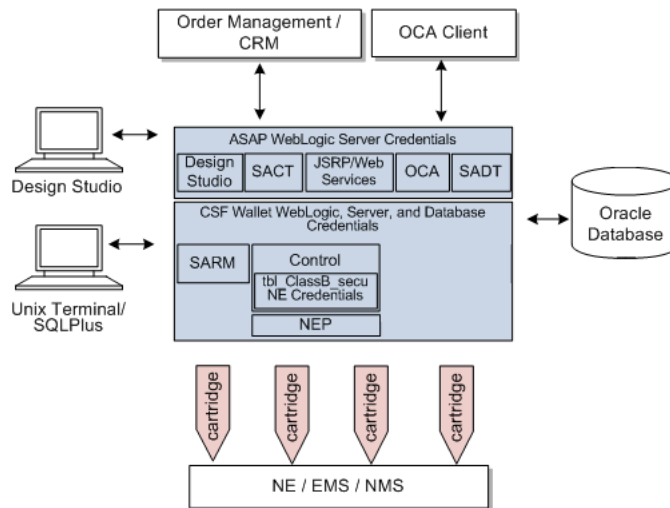 Order Management /
CRM
OCA Client
ASAP WebLogic Server Credentials
Design
Studio
SACT
JSRP/Web
Services
OCA
SADT
Design Studio
CSF Wallet WebLogic, Server, and Database
Credentials
SARM
Control
tbl_ClassB_secu
NE Credentials
NEP
Oracle
Database
Unix Terminal/
SQLPlus
cartridge
cartridge
cartridge
cartridge
NE / EMS / NMS